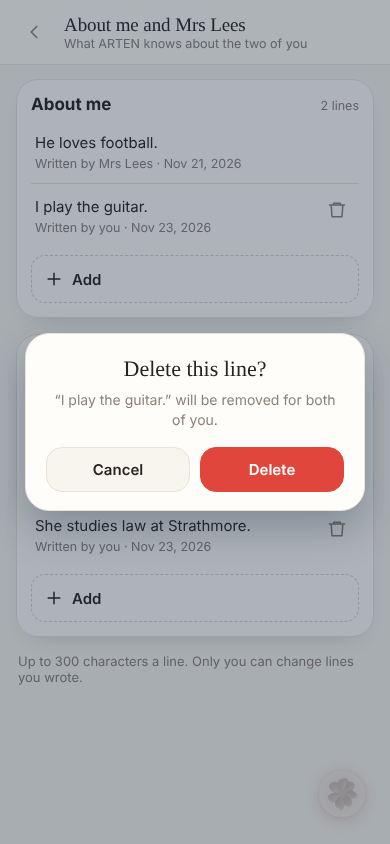 About me and Mrs Lees
What ARTEN knows about the two of you
About me
2 lines
He loves football.
Written by Mrs Lees · Nov 21, 2026
I play the guitar.
Written by you · Nov 23, 2026
Add
Delete this line?
“I play the guitar.” will be removed for both
of you.
Cancel
Delete
She studies law at Strathmore.
Written by you · Nov 23, 2026
Add
Up to 300 characters a line. Only you can change lines
you wrote.